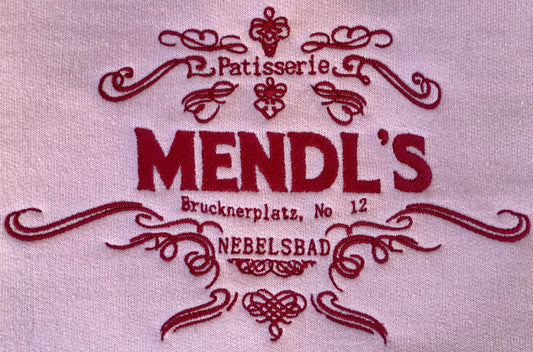 Patisserie
MENDL'S
Brucknerplatz, No 12
NEBELSBAD